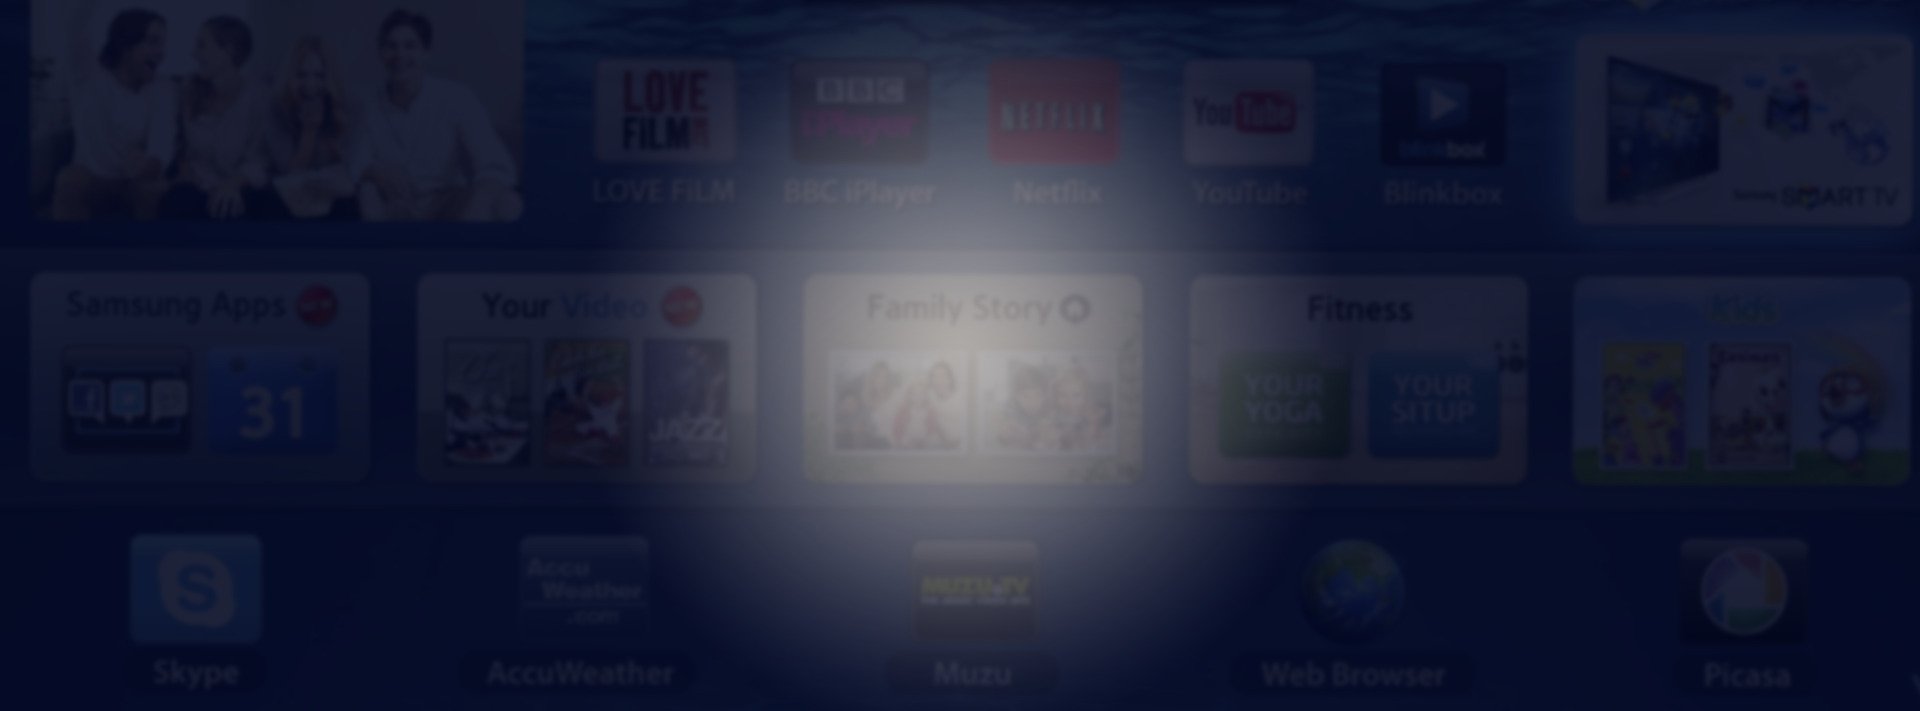 LOVE
FiLM
BBC
iPlayer
NETFLIX
YouTube
blinkbox
LOVE FiLM
BBC iPlayer
Netflix
YouTube
Blinkbox
SMART TV
Samsung Apps
Your Video
Family Story
Fitness
Kids
31
JAZZ
YOUR
YOGA
YOUR
SITUP
S
Accu
Weather
.com
MUZU.TV
Skype
AccuWeather
Muzu
Web Browser
Picasa